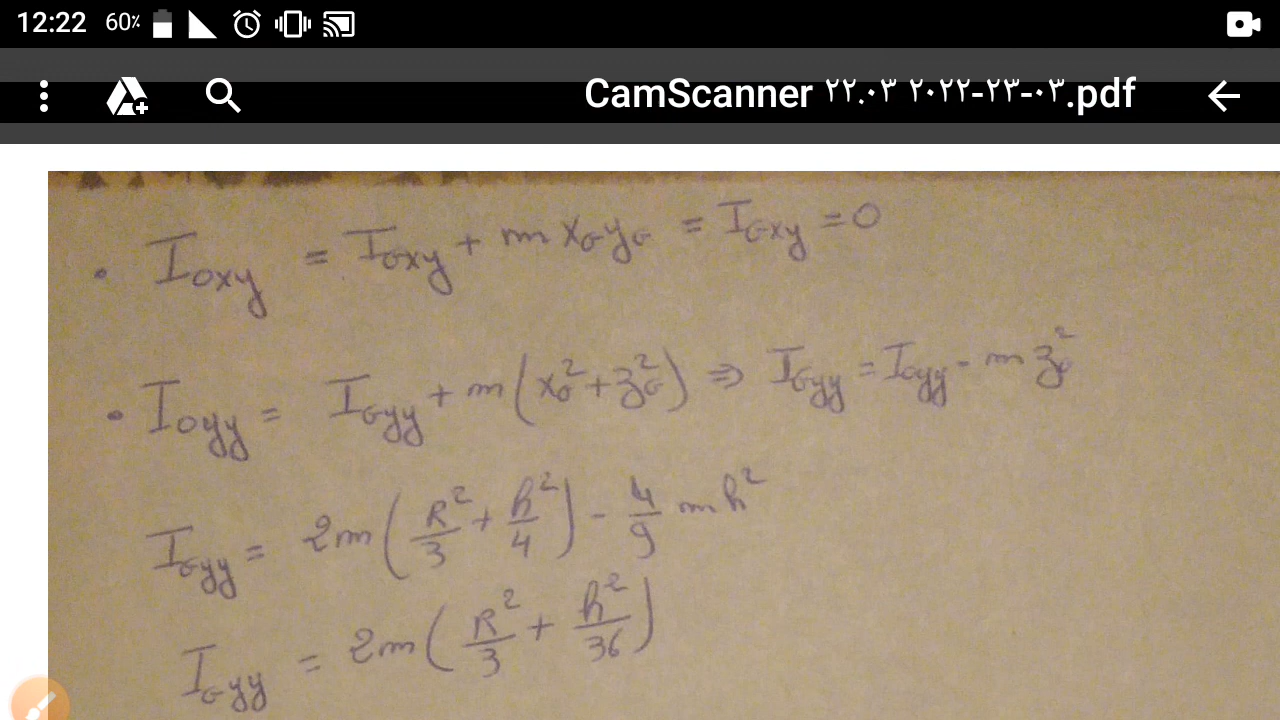 12:22 60%
CamScanner ٢٢.٠٣ ٢٠٢٢-٢٣-٠٣.pdf
• I_Oxy = I_Gxy + m x_G y_G = I_Gxy = 0
• I_Oyy = I_Gyy + m(x_G² + z_G²) ⇒ I_Gyy = I_Oyy - m z_G²
I_Gyy = 2m(R²/3 + h²/4) - 4/9 m h²
I_Gyy = 2m(R²/3 + h²/36)